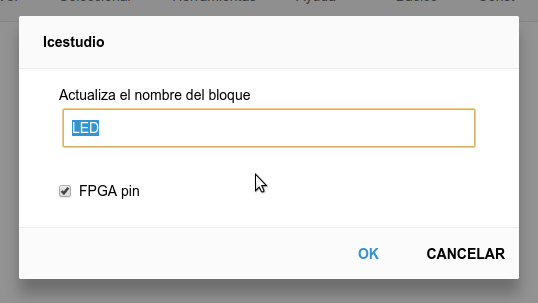 Icestudio
Actualiza el nombre del bloque
LED
FPGA pin
OK CANCELAR